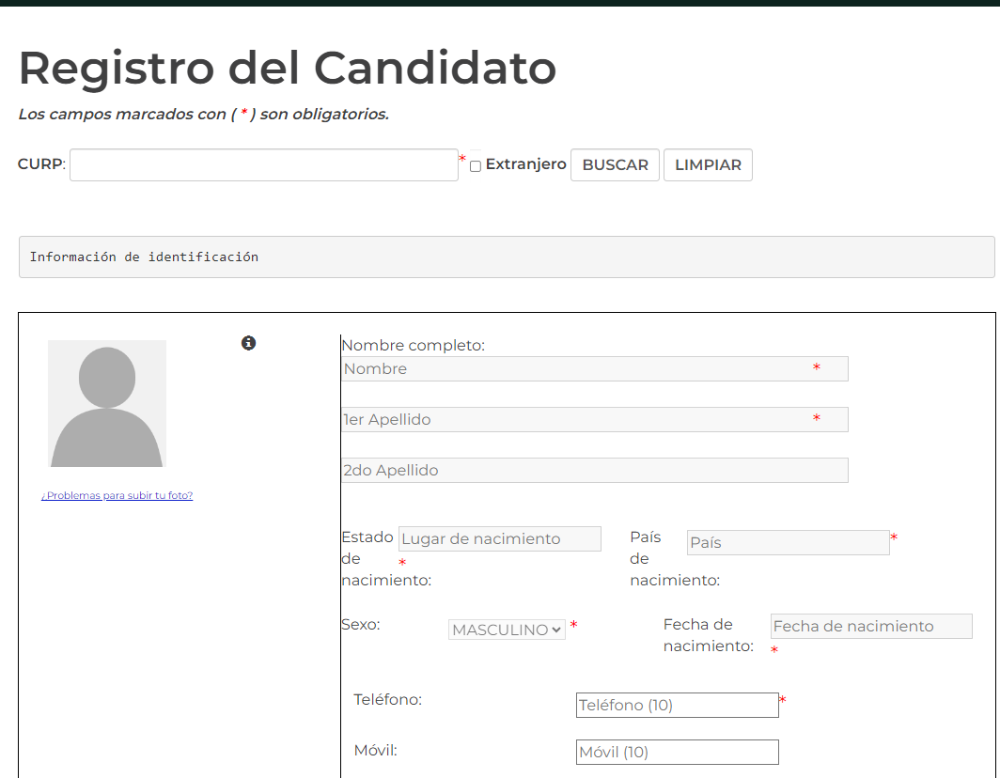 Registro del Candidato
Los campos marcados con ( * ) son obligatorios.
CURP: * Extranjero BUSCAR LIMPIAR
Información de identificación
Nombre completo:
Nombre *
1er Apellido *
2do Apellido
¿Problemas para subir tu foto?
Estado de nacimiento: Lugar de nacimiento *
País de nacimiento: País *
Sexo: MASCULINO *
Fecha de nacimiento: Fecha de nacimiento *
Teléfono: Teléfono (10) *
Móvil: Móvil (10)